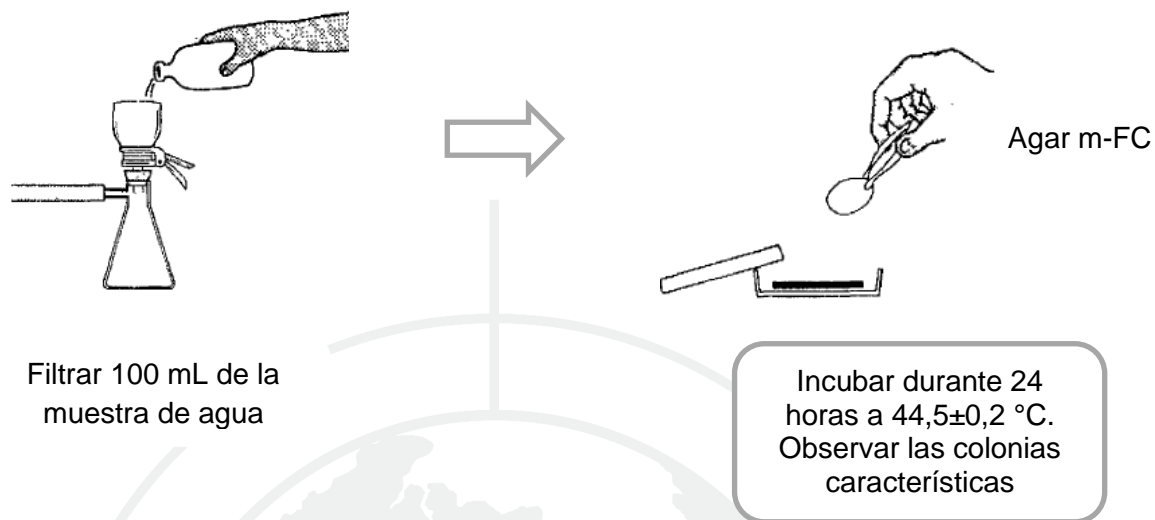 Agar m-FC
Filtrar 100 mL de la
muestra de agua
Incubar durante 24
horas a 44,5±0,2 °C.
Observar las colonias
características